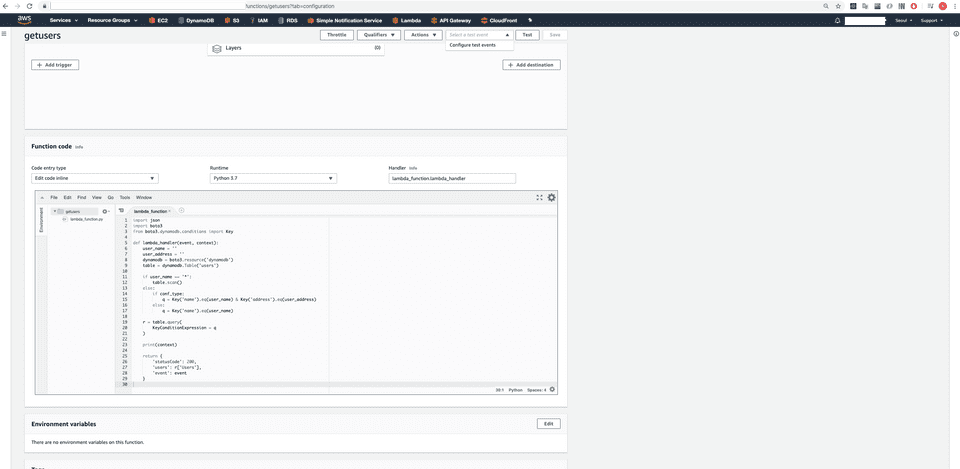 functions/getusers?tab=configuration
aws Services Resource Groups EC2 DynamoDB S3 IAM RDS Simple Notification Service Lambda API Gateway CloudFront Seoul Support
getusers Throttle Qualifiers Actions Select a test event Test Save
Configure test events
Layers (0)
+ Add trigger + Add destination
Function code Info
Code entry type Runtime Handler Info
Edit code inline Python 3.7 lambda_function.lambda_handler
File Edit Find View Go Tools Window
Environment
getusers
lambda_function.py
lambda_function
1 import json
2 import boto3
3 from boto3.dynamodb.conditions import Key
4
5 def lambda_handler(event, context):
6 user_name = ''
7 user_address = ''
8 dynamodb = boto3.resource('dynamodb')
9 table = dynamodb.Table('users')
10
11 if user_name == '*':
12 table.scan()
13 else:
14 if conf_type:
15 q = Key('name').eq(user_name) & Key('address').eq(user_address)
16 else:
17 q = Key('name').eq(user_name)
18
19 r = table.query(
20 KeyConditionExpression = q
21 )
22
23 print(context)
24
25 return {
26 'statusCode': 200,
27 'users': r['Users'],
28 'event': event
29 }
30
30:1 Python Spaces: 4
Environment variables Edit
There are no environment variables on this function.
Tags